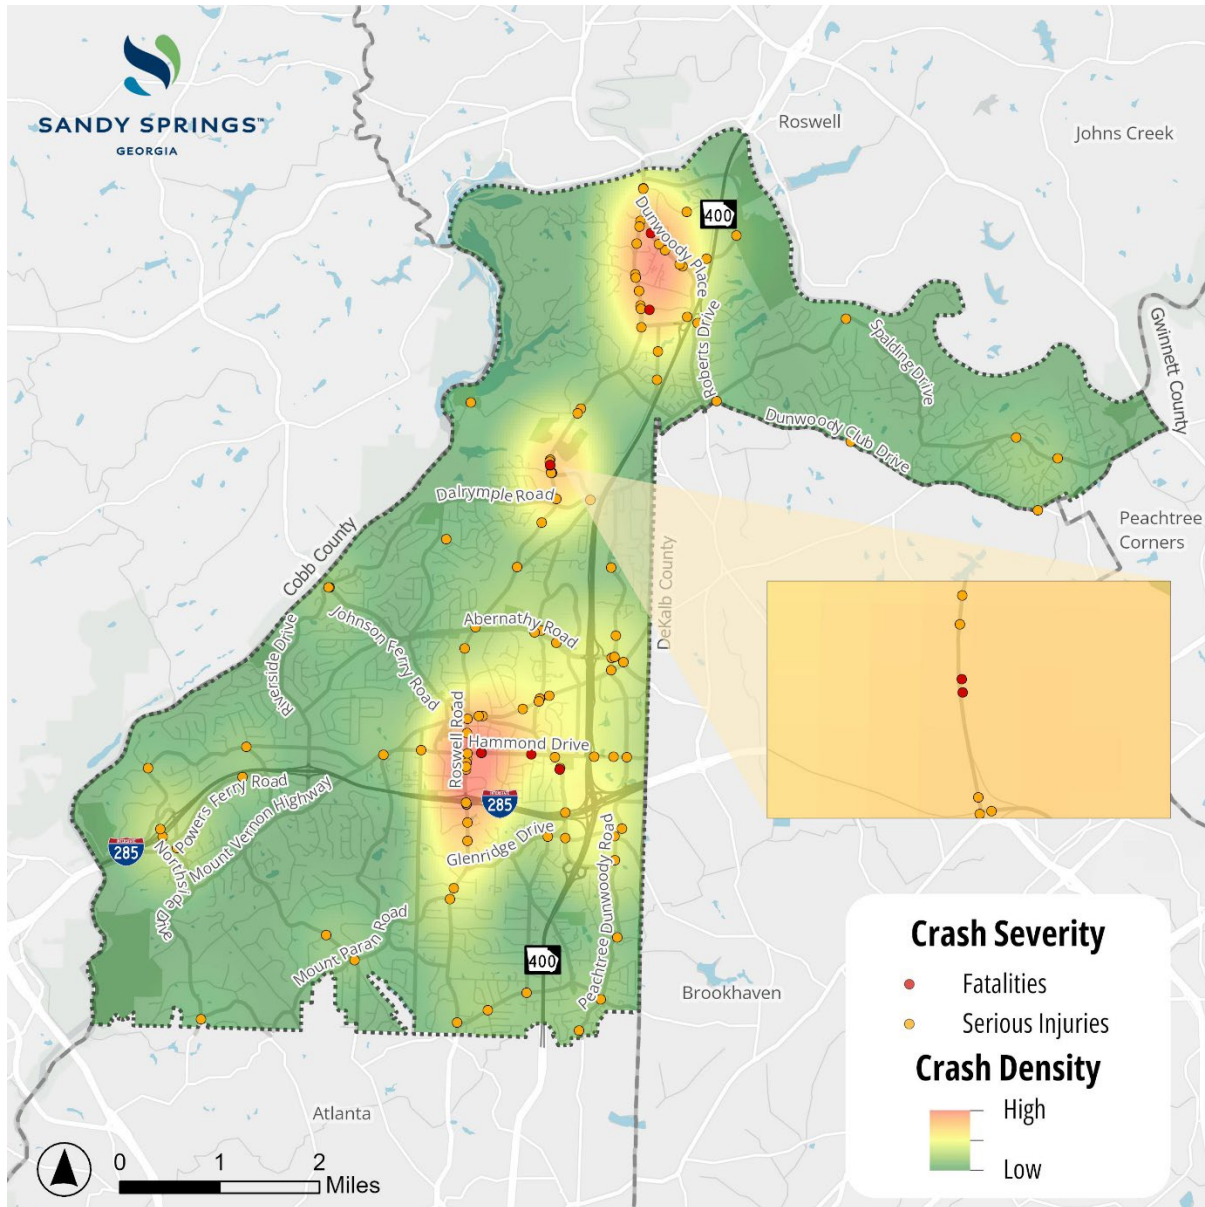 SANDY SPRINGS™
GEORGIA
Roswell
Johns Creek
400
Dunwoody Place
Roberts Drive
Spalding Drive
Gwinnett County
Dunwoody Club Drive
Dalrymple Road
Peachtree
Corners
Cobb County
DeKalb County
Johnson Ferry Road
Abernathy Road
Riverside Drive
Roswell Road
Hammond Drive
285
Powers Ferry Road
Mount Vernon Highway
285
Northside Drive
Glenridge Drive
Peachtree Dunwoody Road
Mount Paran Road
400
Brookhaven
Atlanta
Crash Severity
Fatalities
Serious Injuries
Crash Density
High
Low
0 1 2
Miles